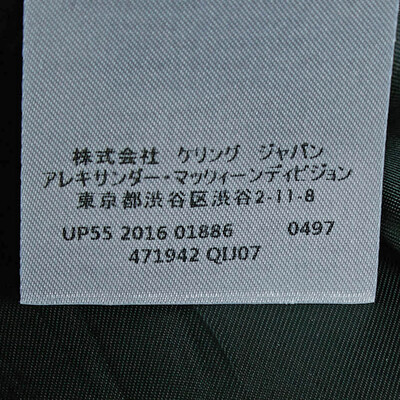 株式会社 ケリング ジャパン
アレキサンダー・マックィーンディビジョン
東京都渋谷区渋谷2-11-8
UP55 2016 01886 0497
471942 QIJ07